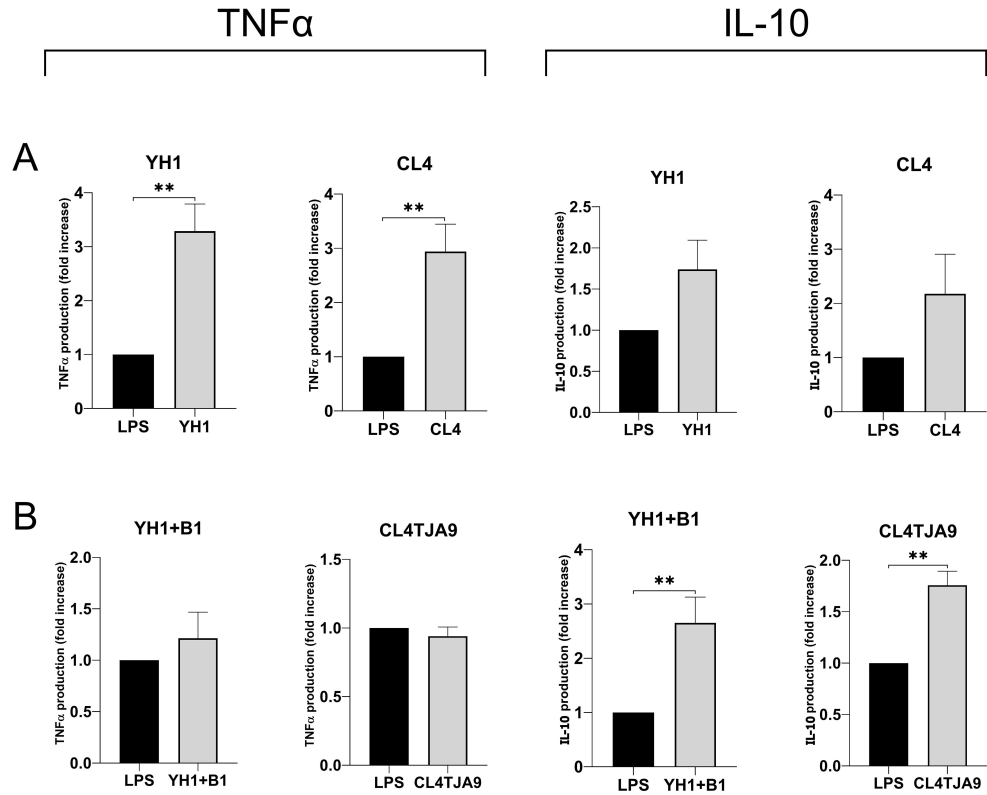 TNFα
IL-10
A
YH1
TNFα production (fold increase)
4
3
2
1
0
**
LPS
YH1
CL4
TNFα production (fold increase)
4
3
2
1
0
**
LPS
CL4
YH1
IL-10 production (fold increase)
2.5
2.0
1.5
1.0
0.5
0.0
LPS
YH1
CL4
IL-10 production (fold increase)
4
3
2
1
0
LPS
CL4
B
YH1+B1
TNFα production (fold increase)
2.0
1.5
1.0
0.5
0.0
LPS
YH1+B1
CL4TJA9
TNFα production (fold increase)
1.5
1.0
0.5
0.0
LPS
CL4TJA9
YH1+B1
IL-10 production (fold increase)
4
3
2
1
0
**
LPS
YH1+B1
CL4TJA9
IL-10 production (fold increase)
2.0
1.5
1.0
0.5
0.0
**
LPS
CL4TJA9